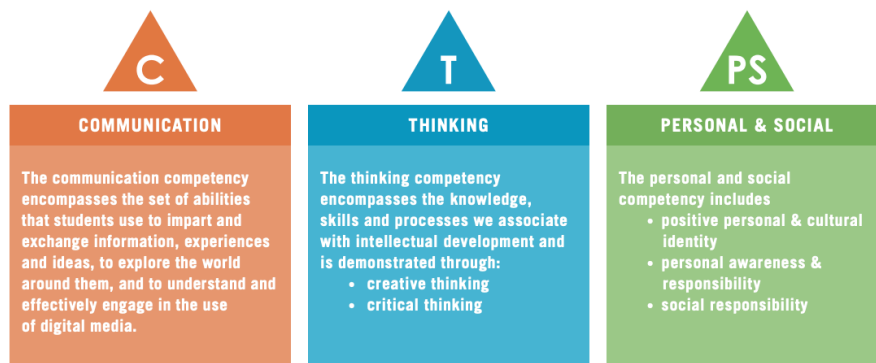 C
COMMUNICATION
The communication competency
encompasses the set of abilities
that students use to impart and
exchange information, experiences
and ideas, to explore the world
around them, and to understand and
effectively engage in the use
of digital media.
T
THINKING
The thinking competency
encompasses the knowledge,
skills and processes we associate
with intellectual development and
is demonstrated through:
• creative thinking
• critical thinking
PS
PERSONAL & SOCIAL
The personal and social
competency includes
• positive personal & cultural
identity
• personal awareness &
responsibility
• social responsibility